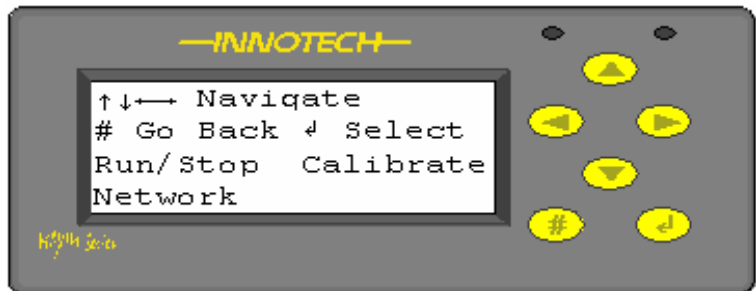 INNOTECH
↑↓←→ Navigate
# Go Back ↲ Select
Run/Stop Calibrate
Network
#